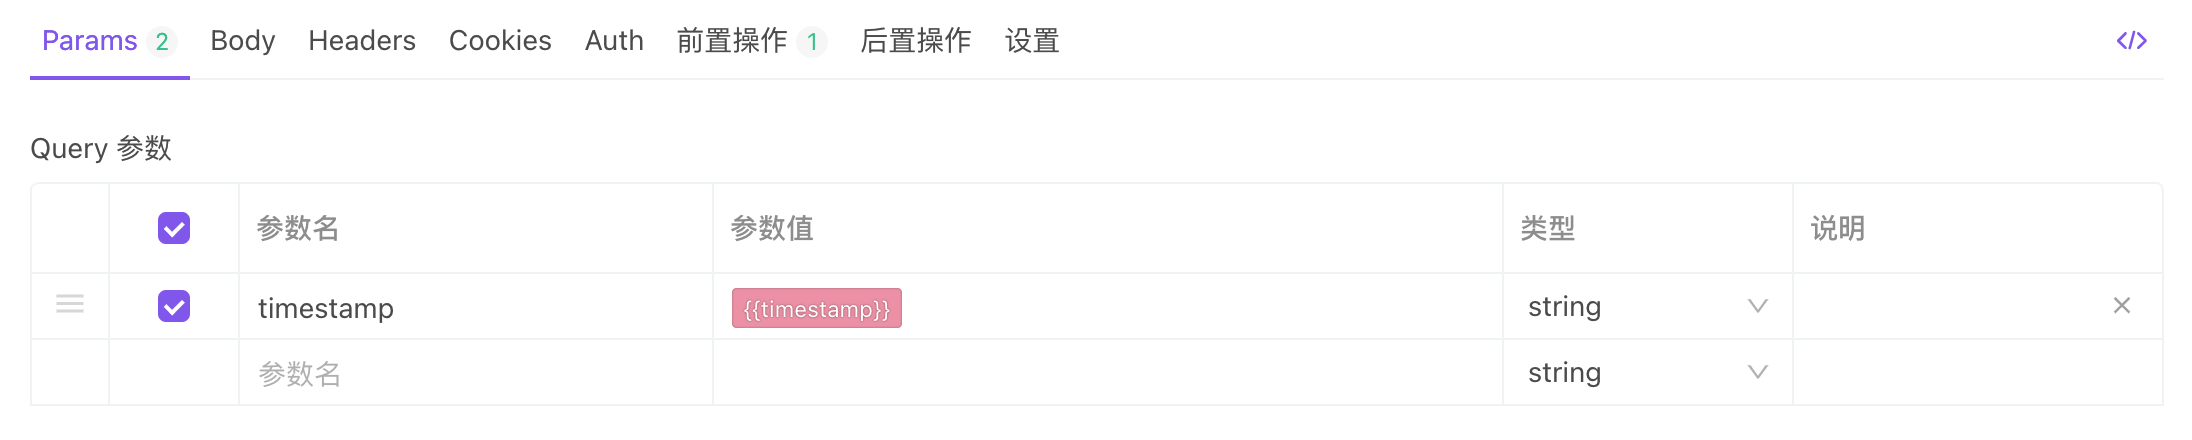 Params 2 Body Headers Cookies Auth 前置操作 1 后置操作 设置 </>
Query 参数
参数名 参数值 类型 说明
timestamp {{timestamp}} string
参数名 string